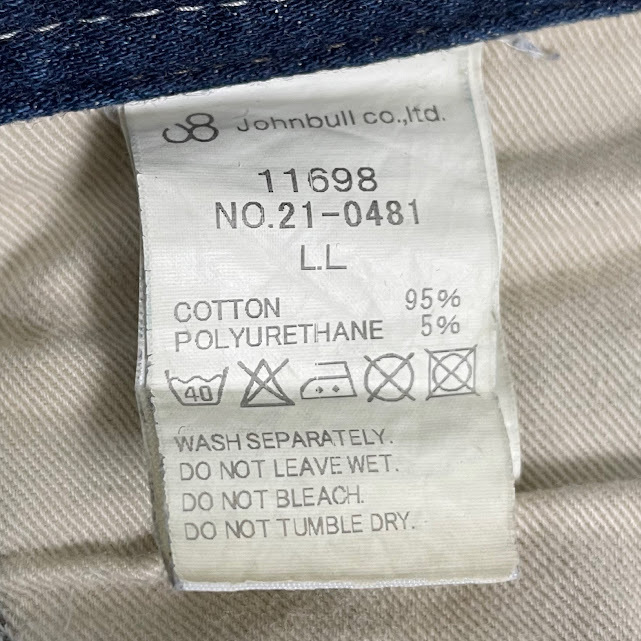 Johnbull co.,ltd.
11698
NO.21-0481
L.L
COTTON 95%
POLYURETHANE 5%
40
WASH SEPARATELY.
DO NOT LEAVE WET.
DO NOT BLEACH.
DO NOT TUMBLE DRY.